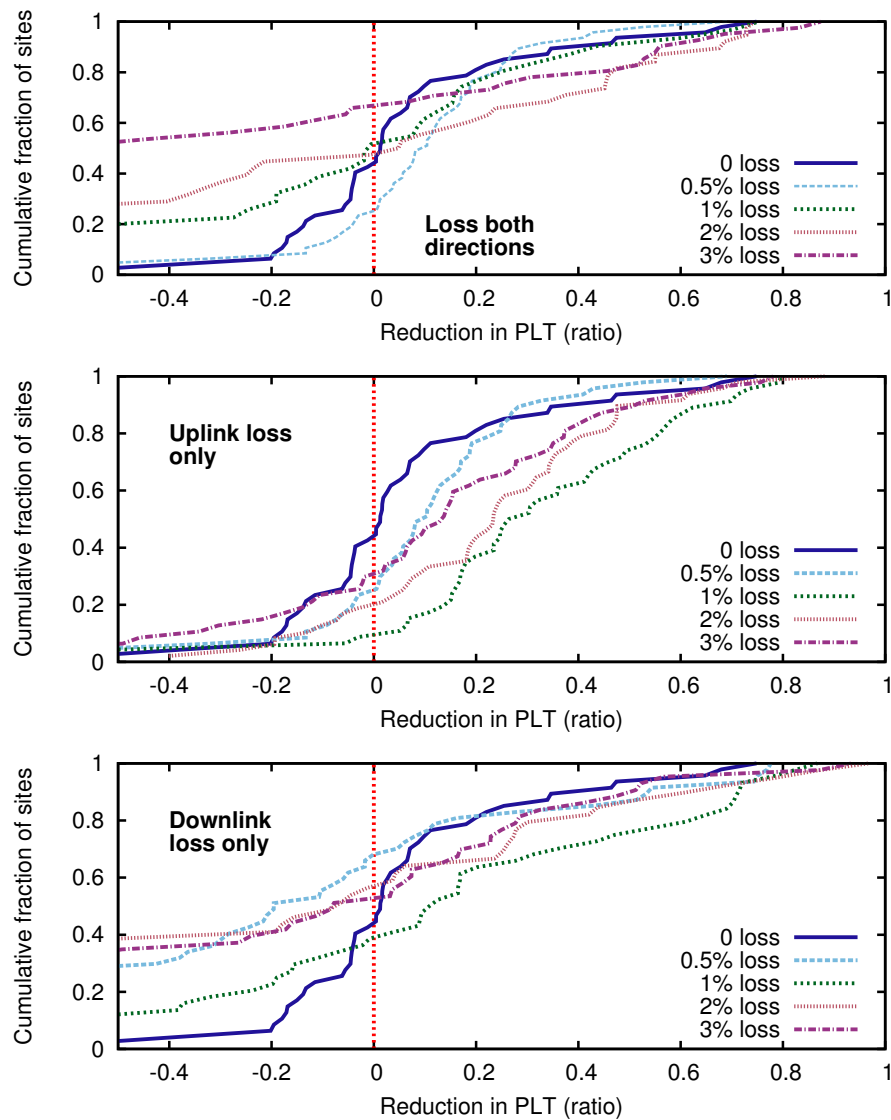 Cumulative fraction of sites
1
0.8
0.6
0.4
0.2
0
Loss both
directions
0 loss
0.5% loss
1% loss
2% loss
3% loss
-0.4 -0.2 0 0.2 0.4 0.6 0.8 1
Reduction in PLT (ratio)
Cumulative fraction of sites
1
0.8
0.6
0.4
0.2
0
Uplink loss
only
0 loss
0.5% loss
1% loss
2% loss
3% loss
-0.4 -0.2 0 0.2 0.4 0.6 0.8 1
Reduction in PLT (ratio)
Cumulative fraction of sites
1
0.8
0.6
0.4
0.2
0
Downlink
loss only
0 loss
0.5% loss
1% loss
2% loss
3% loss
-0.4 -0.2 0 0.2 0.4 0.6 0.8 1
Reduction in PLT (ratio)